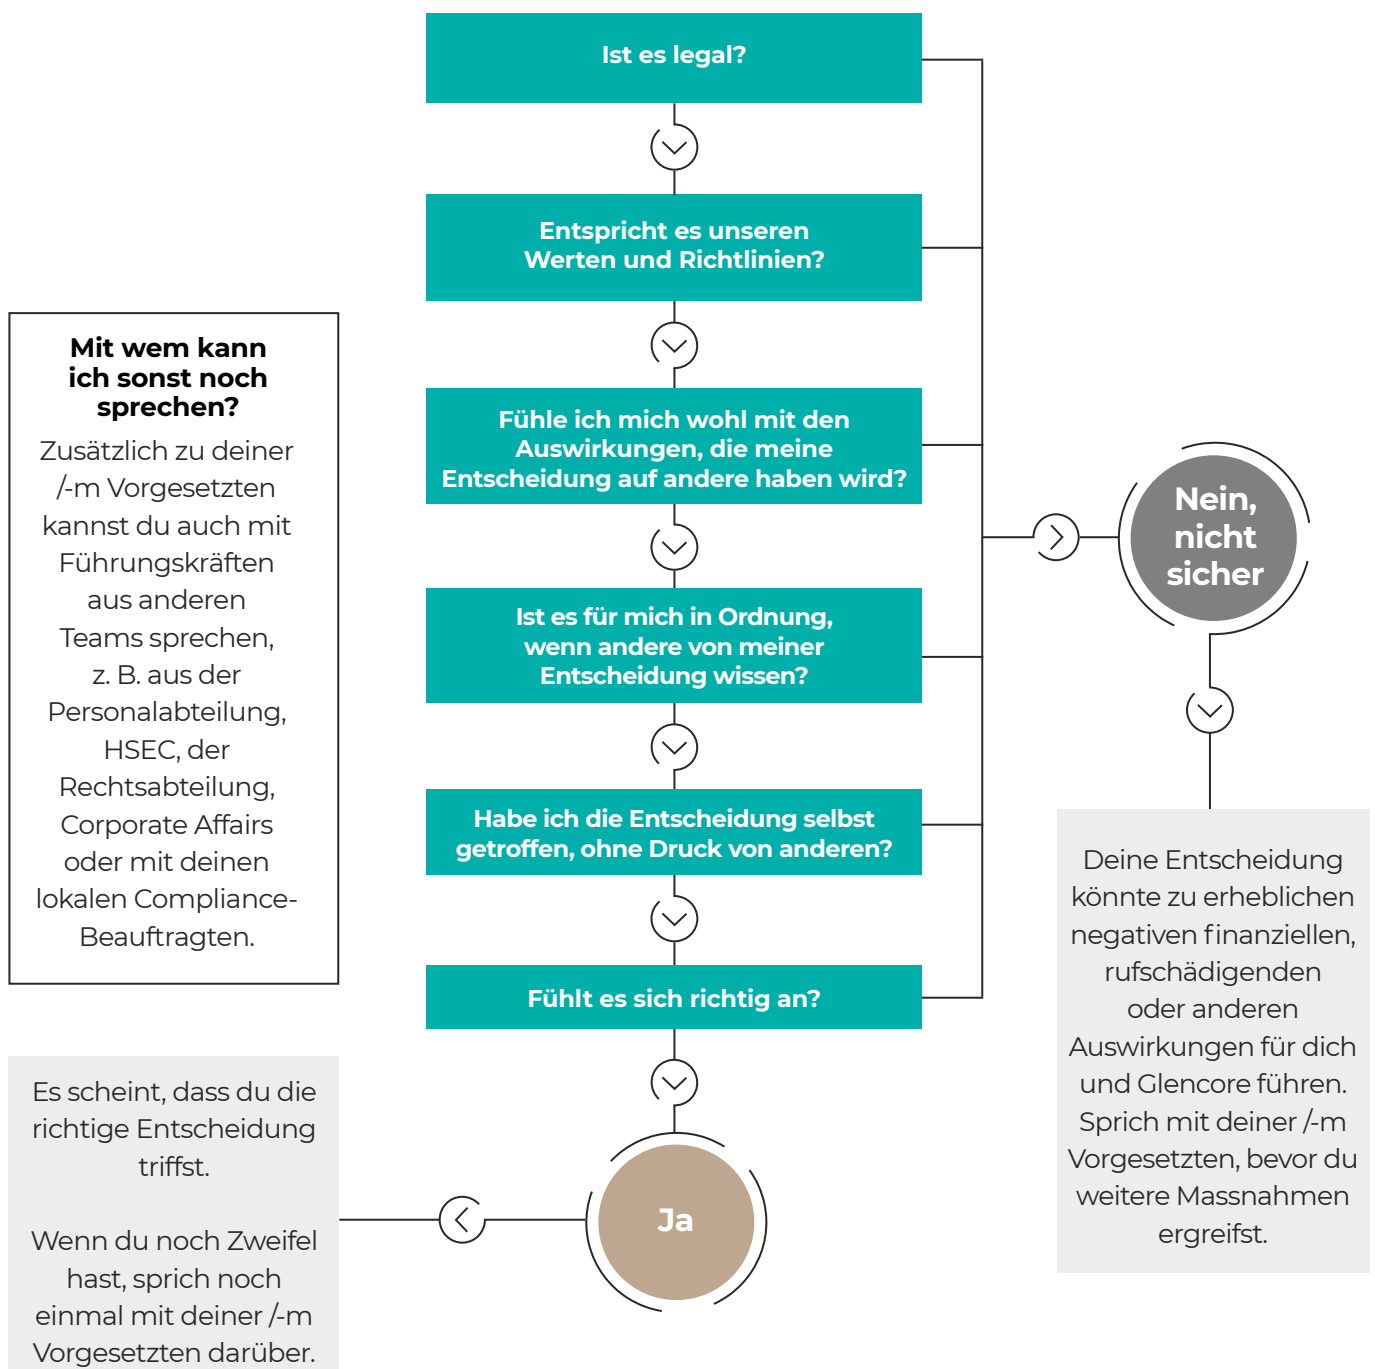 Ist es legal?
Entspricht es unseren
Werten und Richtlinien?
Fühle ich mich wohl mit den
Auswirkungen, die meine
Entscheidung auf andere haben wird?
Ist es für mich in Ordnung,
wenn andere von meiner
Entscheidung wissen?
Habe ich die Entscheidung selbst
getroffen, ohne Druck von anderen?
Fühlt es sich richtig an?
Ja
Nein,
nicht
sicher
Deine Entscheidung
könnte zu erheblichen
negativen finanziellen,
rufschädigenden
oder anderen
Auswirkungen für dich
und Glencore führen.
Sprich mit deiner /-m
Vorgesetzten, bevor du
weitere Massnahmen
ergreifst.
Mit wem kann
ich sonst noch
sprechen?
Zusätzlich zu deiner
/-m Vorgesetzten
kannst du auch mit
Führungskräften
aus anderen
Teams sprechen,
z. B. aus der
Personalabteilung,
HSEC, der
Rechtsabteilung,
Corporate Affairs
oder mit deinen
lokalen Compliance-
Beauftragten.
Es scheint, dass du die
richtige Entscheidung
triffst.
Wenn du noch Zweifel
hast, sprich noch
einmal mit deiner /-m
Vorgesetzten darüber.